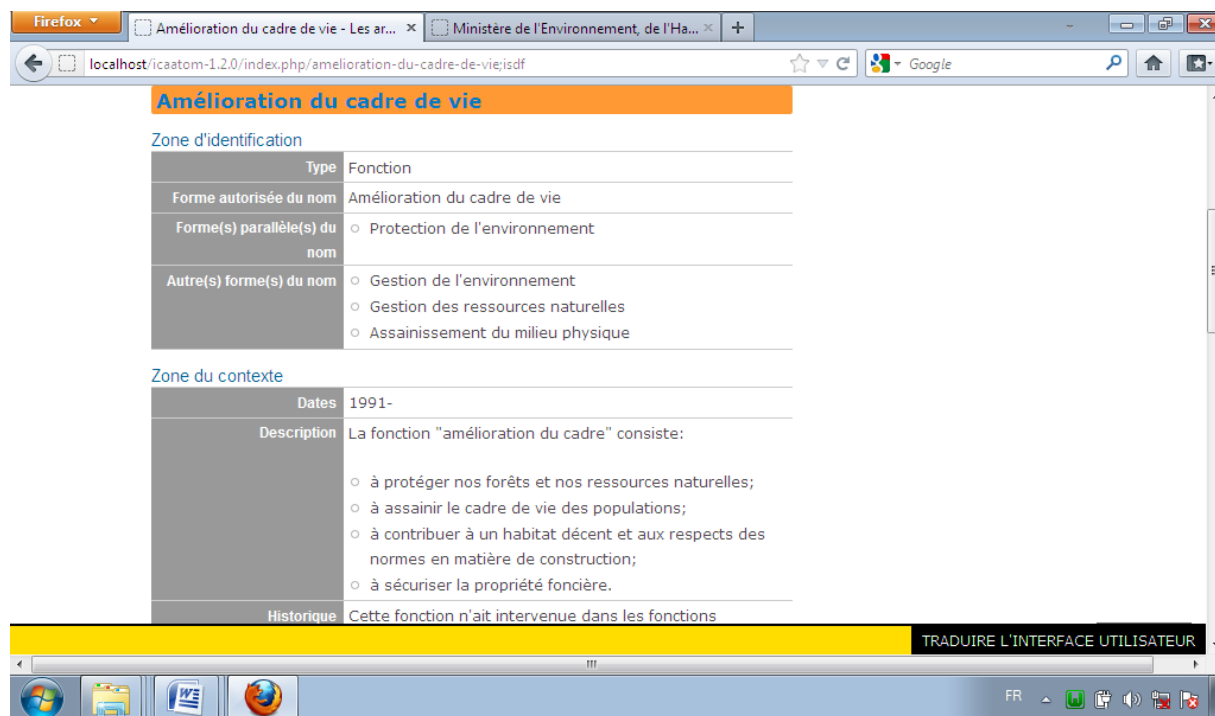 Firefox
Amélioration du cadre de vie - Les ar... ×
Ministère de l'Environnement, de l'Ha... ×
+
localhost/icaatom-1.2.0/index.php/amelioration-du-cadre-de-vie;isdf
Google
Amélioration du cadre de vie
Zone d'identification
Type Fonction
Forme autorisée du nom Amélioration du cadre de vie
Forme(s) parallèle(s) du Protection de l'environnement
nom
Autre(s) forme(s) du nom Gestion de l'environnement
Gestion des ressources naturelles
Assainissement du milieu physique
Zone du contexte
Dates 1991-
Description La fonction "amélioration du cadre" consiste:
à protéger nos forêts et nos ressources naturelles;
à assainir le cadre de vie des populations;
à contribuer à un habitat décent et aux respects des
normes en matière de construction;
à sécuriser la propriété foncière.
Historique Cette fonction n'ait intervenue dans les fonctions
TRADUIRE L'INTERFACE UTILISATEUR
FR